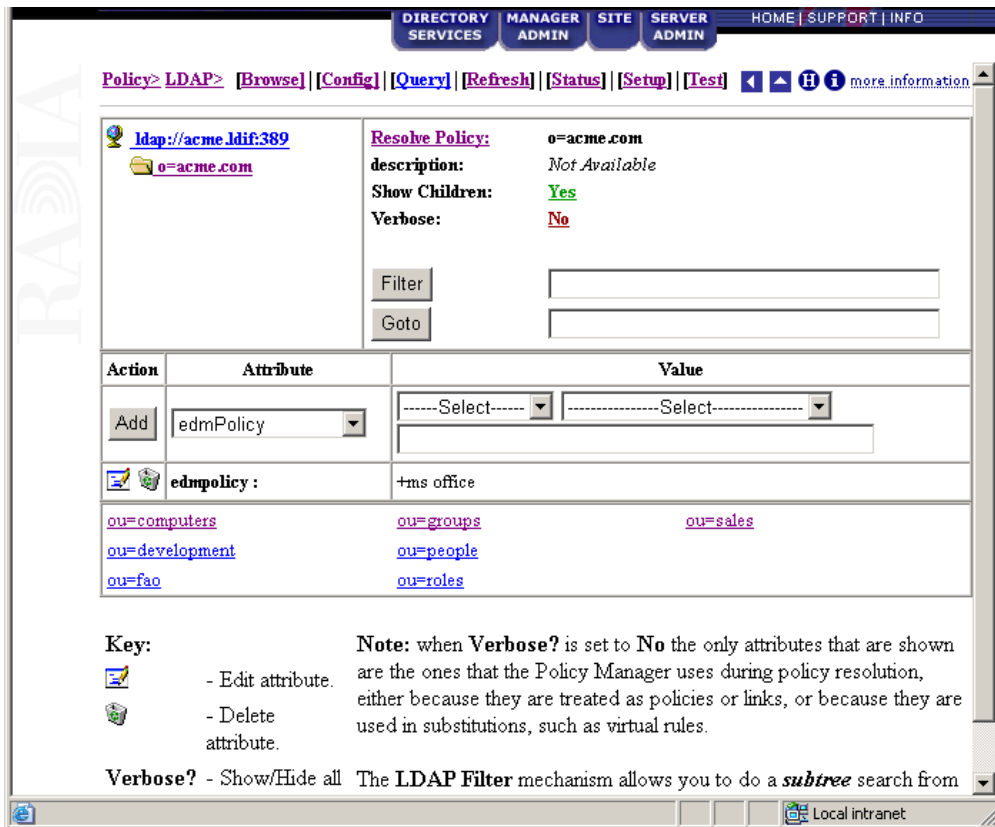 DIRECTORY SERVICES
MANAGER ADMIN
SITE
SERVER ADMIN
HOME | SUPPORT | INFO
RADIA
Policy> LDAP> [Browse] | [Config] | [Query] | [Refresh] | [Status] | [Setup] | [Test] H i more information
ldap://acme.ldif:389
o=acme.com
Resolve Policy: o=acme.com
description: Not Available
Show Children: Yes
Verbose: No
Filter
Goto
Action Attribute Value
Add edmPolicy ------Select------ ---------------Select---------------
edmpolicy : +ms office
ou=computers ou=groups ou=sales
ou=development ou=people
ou=fao ou=roles
Key:
- Edit attribute.
- Delete
attribute.
Verbose? - Show/Hide all
Note: when Verbose? is set to No the only attributes that are shown
are the ones that the Policy Manager uses during policy resolution,
either because they are treated as policies or links, or because they are
used in substitutions, such as virtual rules.
The LDAP Filter mechanism allows you to do a subtree search from
Local intranet